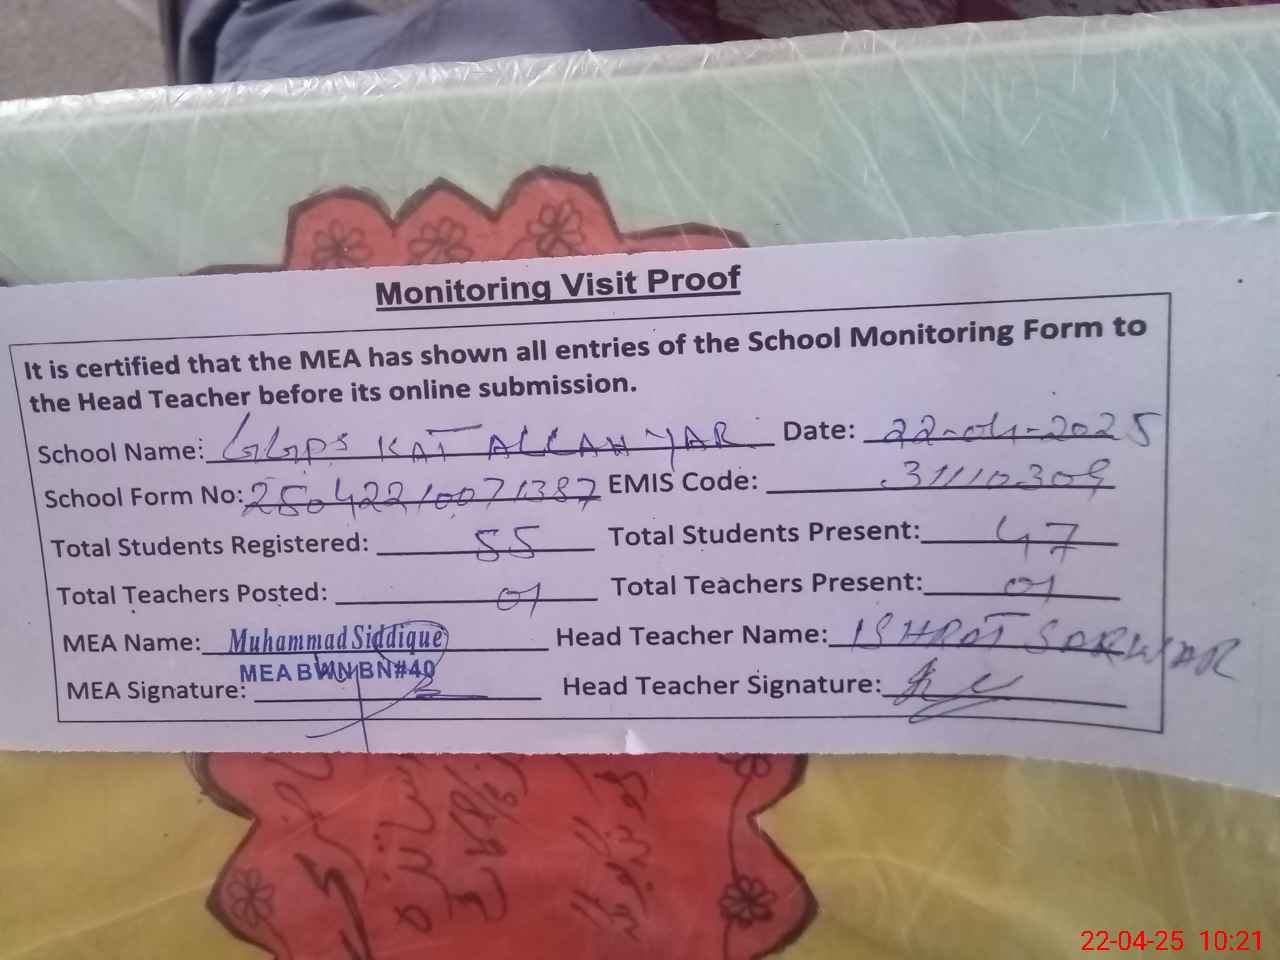 Monitoring Visit Proof
It is certified that the MEA has shown all entries of the School Monitoring Form to
the Head Teacher before its online submission.
School Name: GGPS KAT ALLAH YAR Date: 22-04-2025
School Form No: 25042210071387 EMIS Code: 31110309
Total Students Registered: 55 Total Students Present: 47
Total Teachers Posted: 01 Total Teachers Present: 01
MEA Name: Muhammad Siddique Head Teacher Name: ISHRAT SARWAR
MEA BWN BN#40
MEA Signature: Head Teacher Signature:
22-04-25 10:21